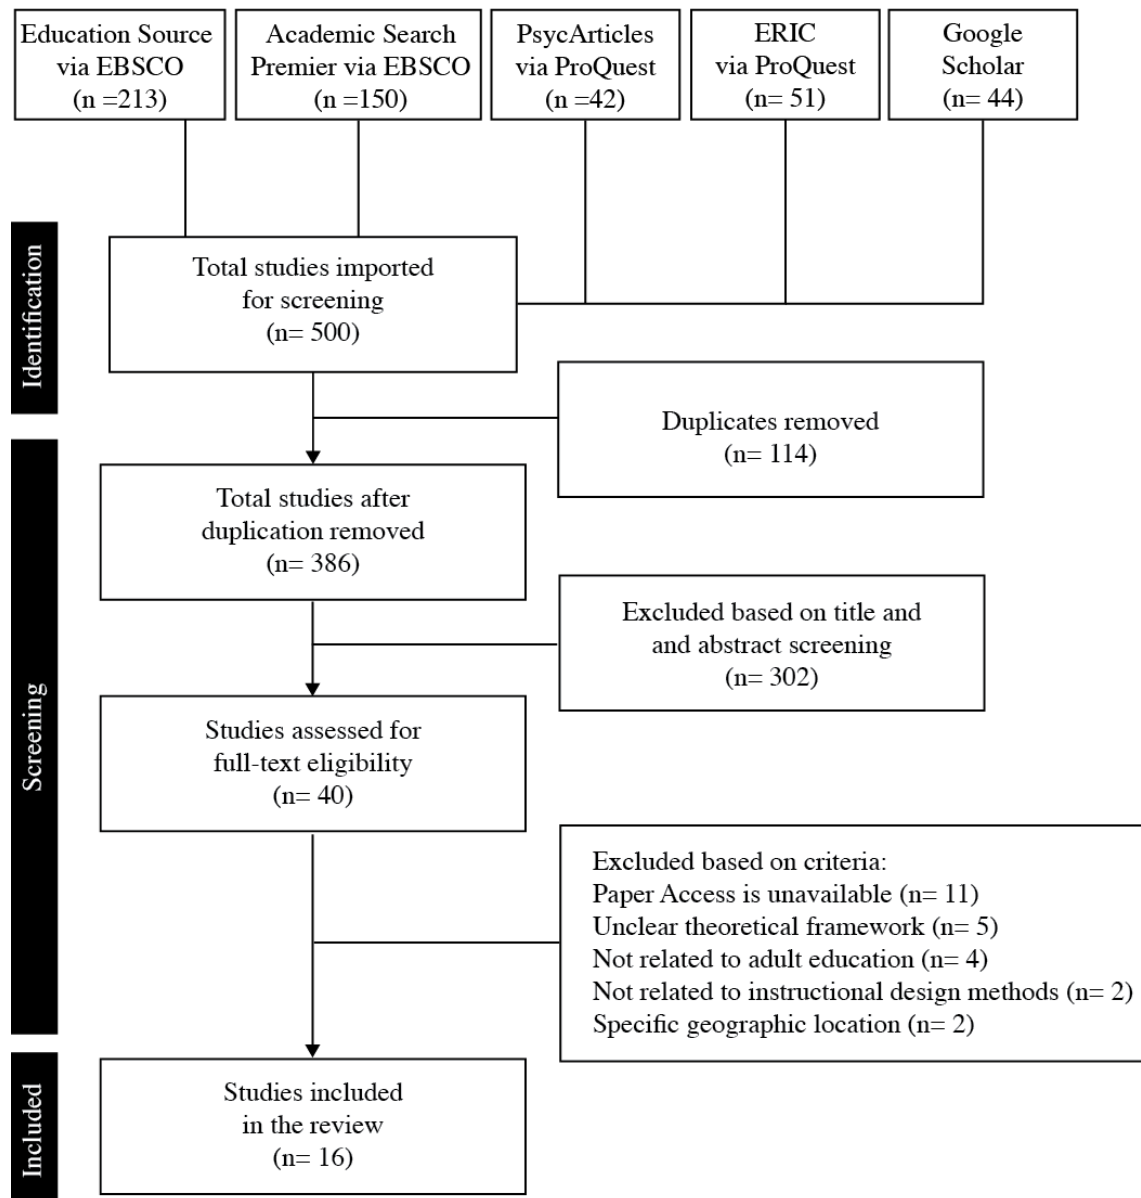 Education Source
via EBSCO
(n =213)
Academic Search
Premier via EBSCO
(n =150)
PsycArticles
via ProQuest
(n =42)
ERIC
via ProQuest
(n= 51)
Google
Scholar
(n= 44)
Identification
Total studies imported
for screening
(n= 500)
Duplicates removed
(n= 114)
Screening
Total studies after
duplication removed
(n= 386)
Excluded based on title and
and abstract screening
(n= 302)
Studies assessed for
full-text eligibility
(n= 40)
Excluded based on criteria:
Paper Access is unavailable (n= 11)
Unclear theoretical framework (n= 5)
Not related to adult education (n= 4)
Not related to instructional design methods (n= 2)
Specific geographic location (n= 2)
Included
Studies included
in the review
(n= 16)